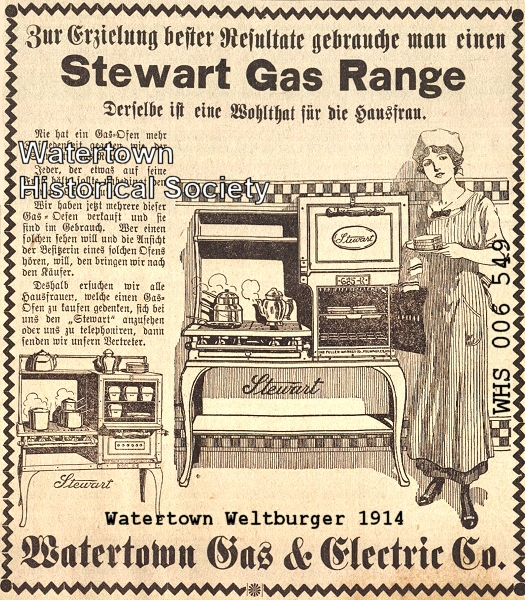 Zur Erzielung bester Resultate gebrauche man einen
Stewart Gas Range
Derselbe ist eine Wohlthat für die Hausfrau.
Nie hat ein Gas-Ofen mehr
Watertown
Jeder, der etwas auf seine
Historical Society
Wir haben jetzt mehrere dieser
Gas-Oefen verkauft und sie
sind im Gebrauch. Wer einen
solchen sehen will und die Ansicht
der Besitzerin eines solchen Ofens
hören, will, den bringen wir nach
den Käufer.
Deshalb ersuchen wir alle
Hausfrauen, welche einen Gas-
Ofen zu kaufen gedenken, sich bei
uns den „Stewart" anzusehen
oder uns zu telephoniren, dann
senden wir unsern Vertreter.
Stewart
GAS-R-
Stewart
Stewart
WHS 006 549
Watertown Weltburger 1914
Watertown Gas & Electric Co.